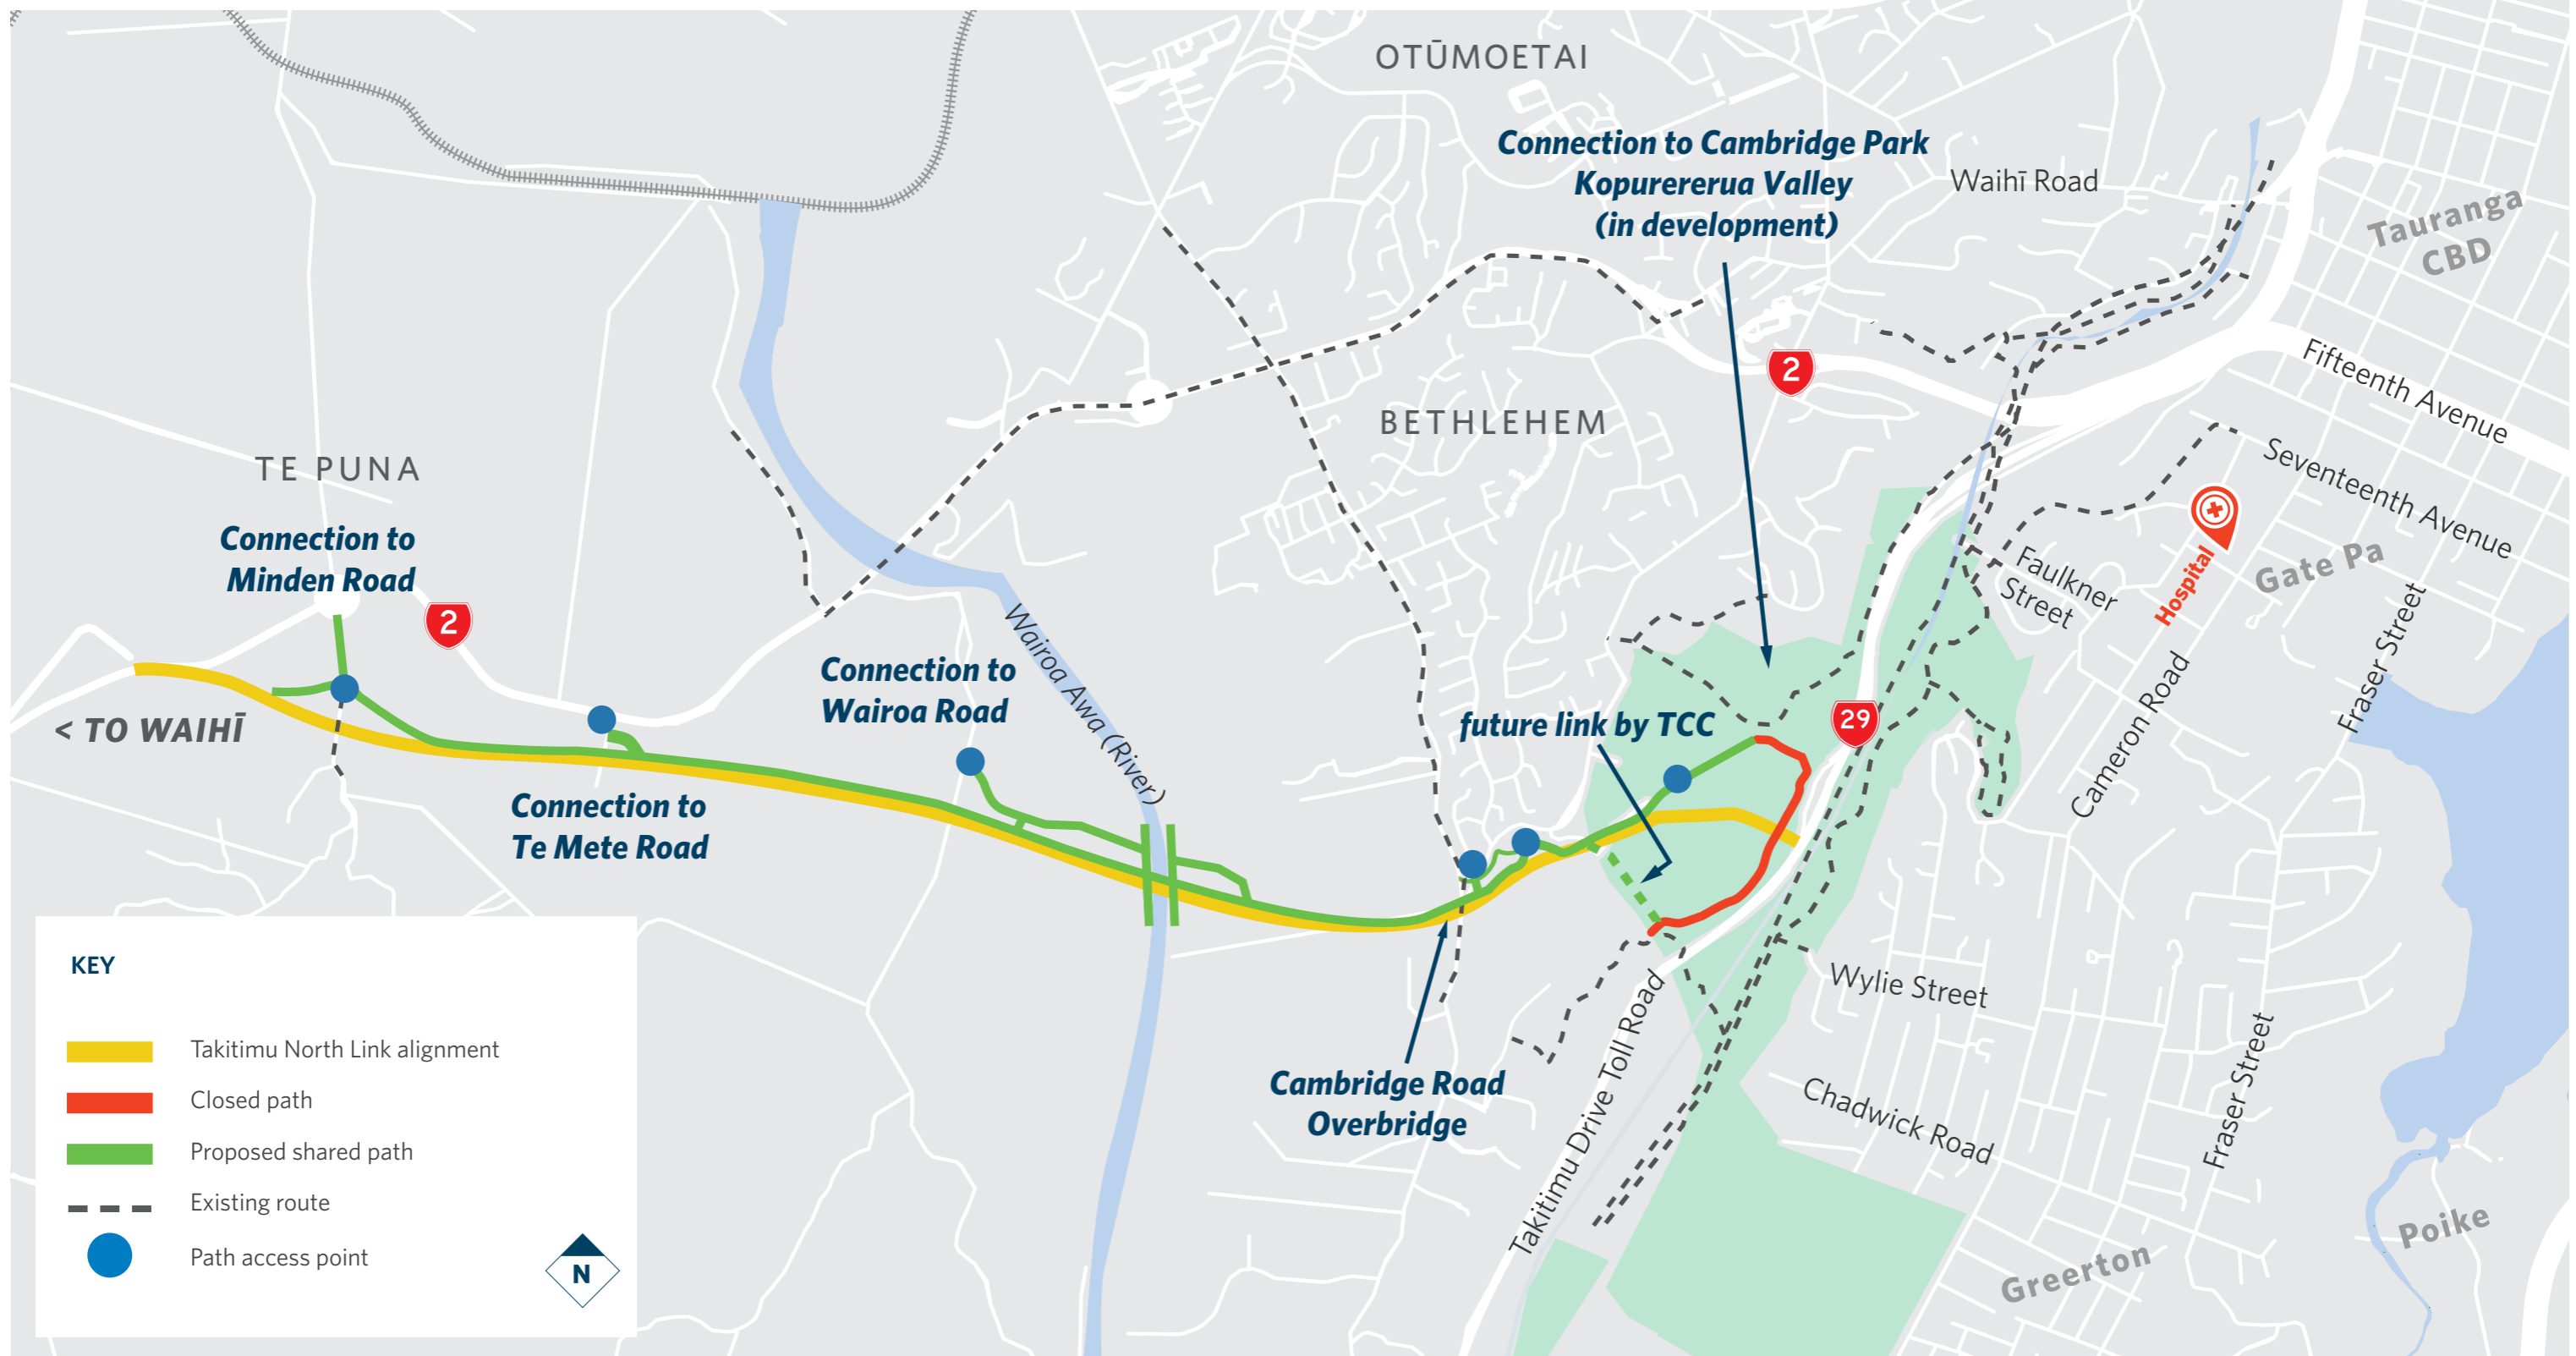 OTŪMOETAI
Connection to Cambridge Park
Kopurererua Valley
(in development)
Waihī Road
Tauranga
CBD
2
Fifteenth Avenue
BETHLEHEM
TE PUNA
Seventeenth Avenue
Connection to
Minden Road
Hospital
Gate Pa
Faulkner
Street
2
Wairoa Awa (River)
Fraser Street
Connection to
Wairoa Road
Cameron Road
< TO WAIHĪ
future link by TCC
29
Connection to
Te Mete Road
Wylie Street
Takitimu Drive Toll Road
Cambridge Road
Overbridge
Chadwick Road
Fraser Street
Poike
Greerton
KEY
Takitimu North Link alignment
Closed path
Proposed shared path
Existing route
Path access point
N